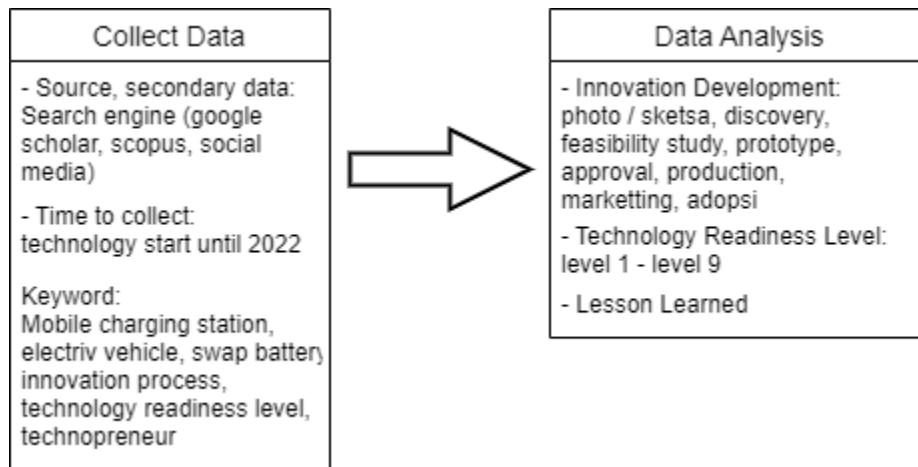 Collect Data
- Source, secondary data:
Search engine (google
scholar, scopus, social
media)
- Time to collect:
technology start until 2022
Keyword:
Mobile charging station,
electriv vehicle, swap battery
innovation process,
technology readiness level,
technopreneur
Data Analysis
- Innovation Development:
photo / sketsa, discovery,
feasibility study, prototype,
approval, production,
marketting, adopsi
- Technology Readiness Level:
level 1 - level 9
- Lesson Learned